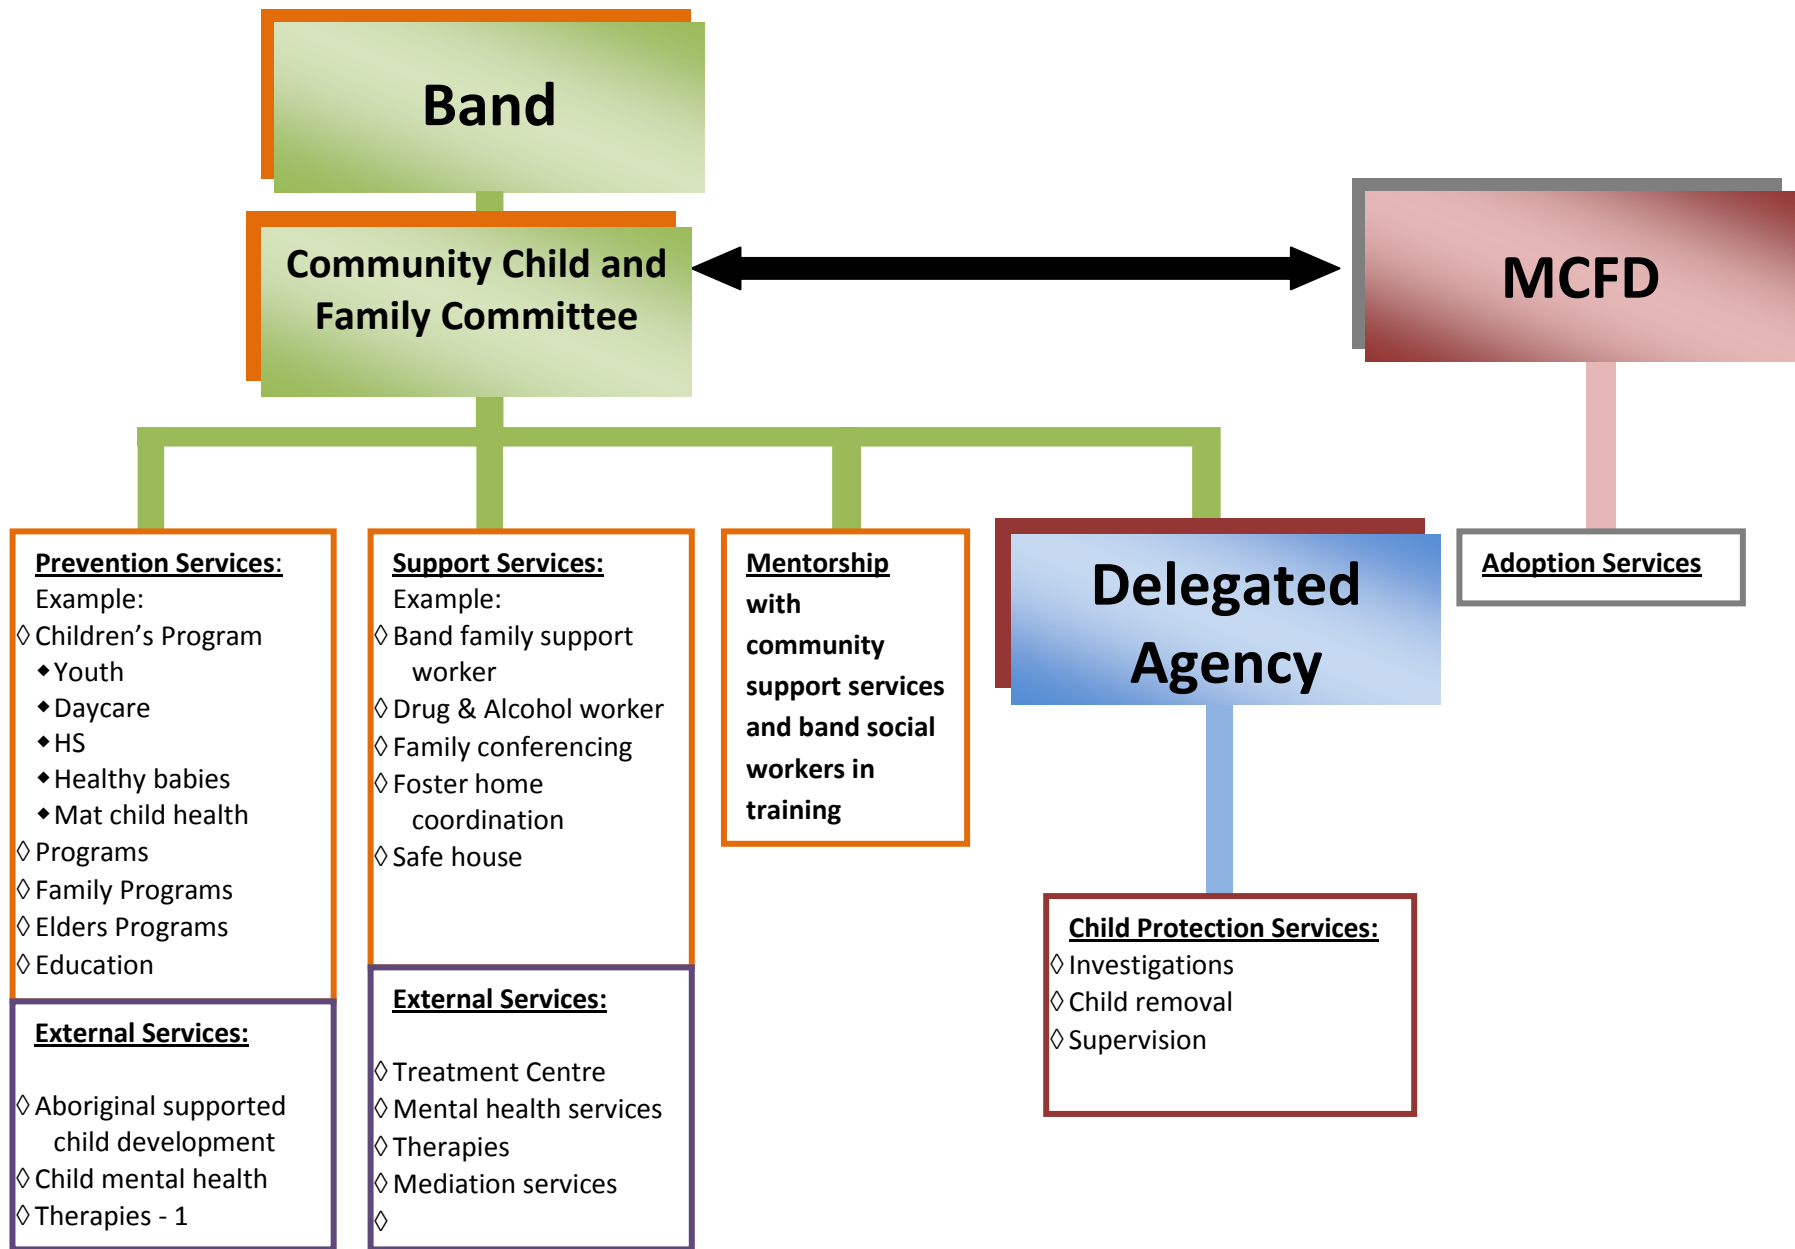 Band
Community Child and
Family Committee
MCFD
Prevention Services:
Example:
◊ Children’s Program
◆ Youth
◆ Daycare
◆ HS
◆ Healthy babies
◆ Mat child health
◊ Programs
◊ Family Programs
◊ Elders Programs
◊ Education
External Services:
◊ Aboriginal supported
child development
◊ Child mental health
◊ Therapies - 1
Support Services:
Example:
◊ Band family support
worker
◊ Drug & Alcohol worker
◊ Family conferencing
◊ Foster home
coordination
◊ Safe house
External Services:
◊ Treatment Centre
◊ Mental health services
◊ Therapies
◊ Mediation services
◊
Mentorship
with
community
support services
and band social
workers in
training
Delegated
Agency
Child Protection Services:
◊ Investigations
◊ Child removal
◊ Supervision
Adoption Services